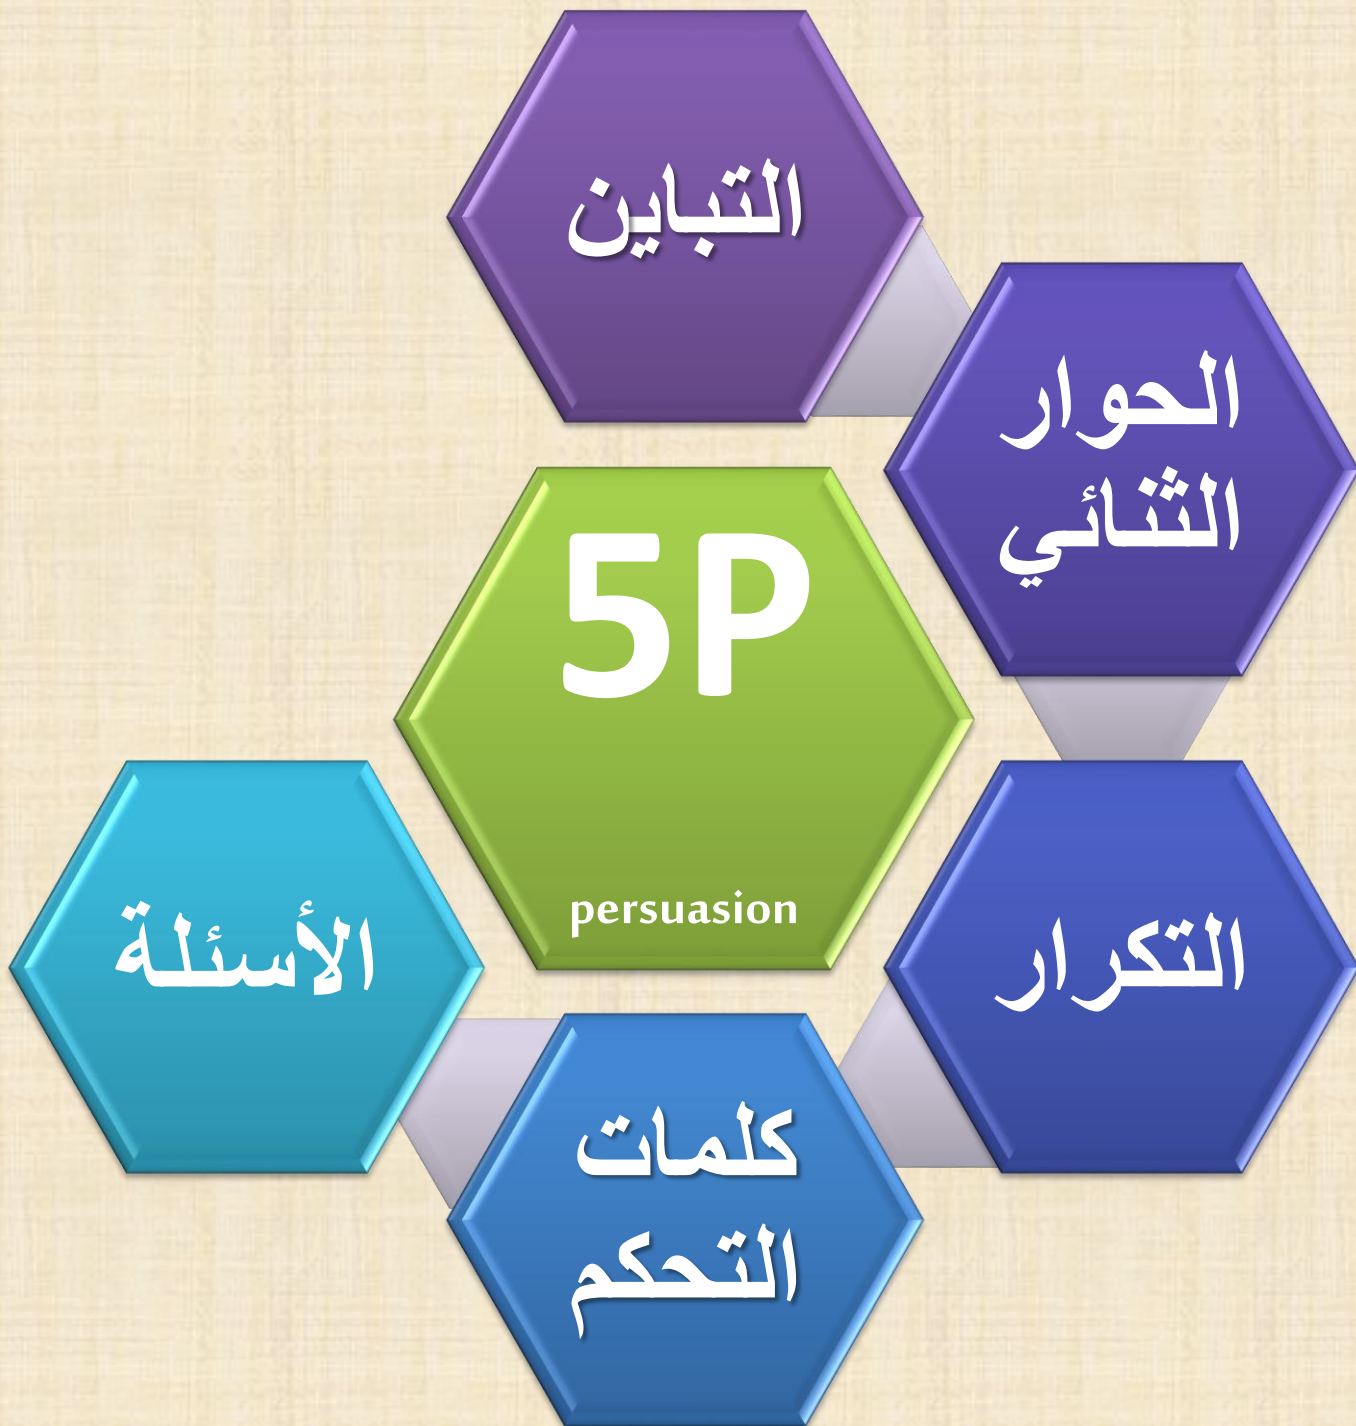 التباين
الحوار
الثنائي
5P
persuasion
التكرار
كلمات
التحكم
الأسئلة